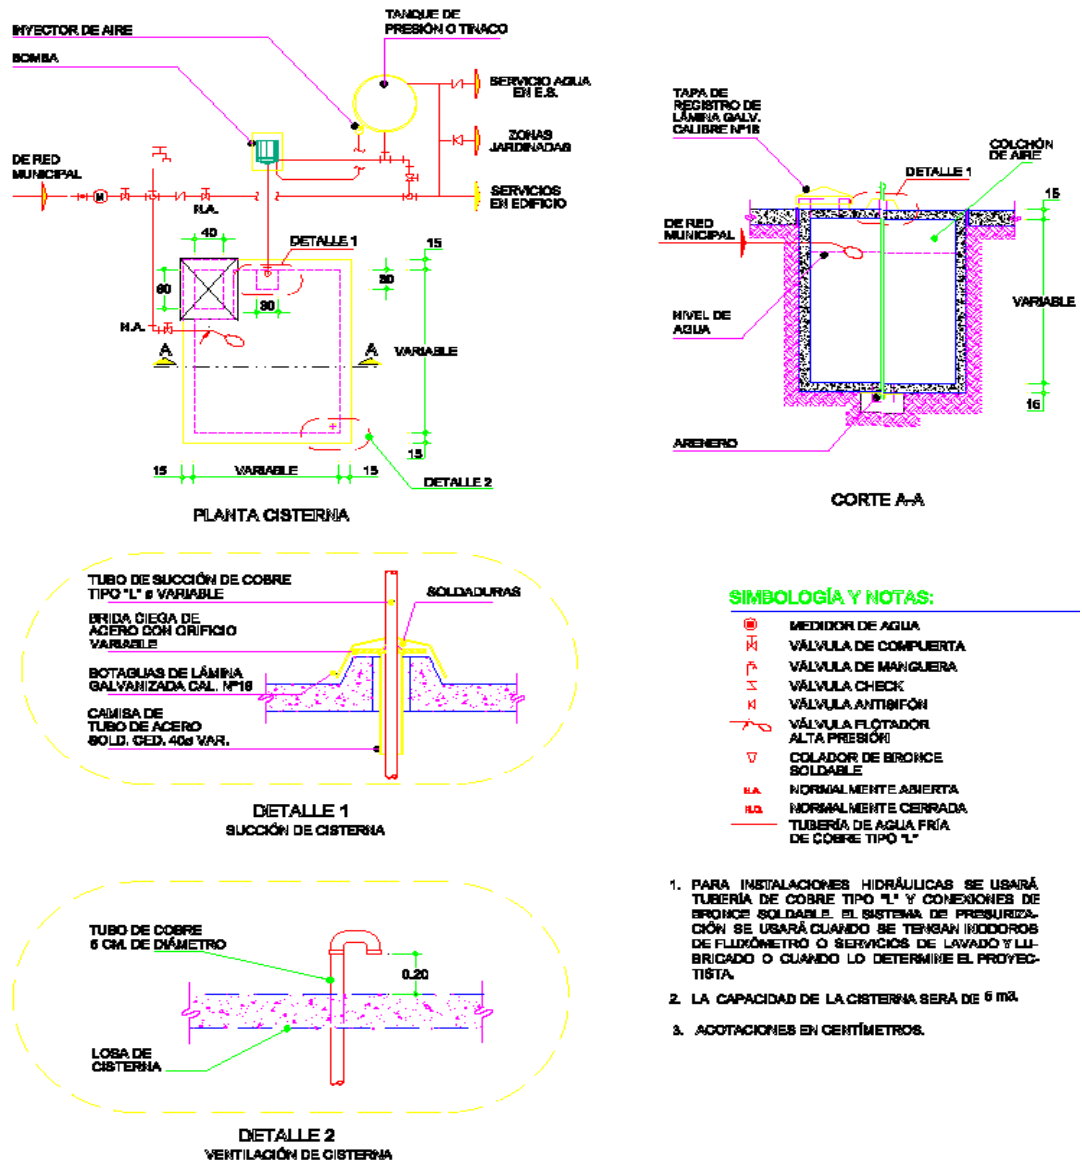 INYECTOR DE AIRE
BOMBA
TANQUE DE
PRESIÓN O TINACO
SERVICIO AGUA
EN E.S.
ZONAS
JARDINADAS
SERVICIOS
EN EDIFICIO
DE RED
MUNICIPAL
M
N.A.
40
DETALLE 1
15
60
30
30
N.A.
A
A
VARIABLE
15
15
VARIABLE
15
DETALLE 2
PLANTA CISTERNA
TAPA DE
REGISTRO DE
LÁMINA GALV.
CALIBRE Nº18
COLCHÓN
DE AIRE
DETALLE 1
15
DE RED
MUNICIPAL
VARIABLE
NIVEL DE
AGUA
15
ARENERO
CORTE A-A
TUBO DE SUCCIÓN DE COBRE
TIPO "L" ø VARIABLE
SOLDADURAS
BRIDA CIEGA DE
ACERO CON ORIFICIO
VARIABLE
BOTAGUAS DE LÁMINA
GALVANIZADA CAL. Nº18
CAMISA DE
TUBO DE ACERO
SOLD. CED. 40ø VAR.
DETALLE 1
SUCCIÓN DE CISTERNA
SIMBOLOGÍA Y NOTAS:
MEDIDOR DE AGUA
VÁLVULA DE COMPUERTA
VÁLVULA DE MANGUERA
VÁLVULA CHECK
VÁLVULA ANTISIFÓN
VÁLVULA FLOTADOR
ALTA PRESIÓN
COLADOR DE BRONCE
SOLDABLE
N.A. NORMALMENTE ABIERTA
N.C. NORMALMENTE CERRADA
TUBERÍA DE AGUA FRÍA
DE COBRE TIPO "L"
1. PARA INSTALACIONES HIDRÁULICAS SE USARÁ
TUBERÍA DE COBRE TIPO "L" Y CONEXIONES DE
BRONCE SOLDABLE. EL SISTEMA DE PRESURIZA-
CIÓN SE USARÁ CUANDO SE TENGAN INODOROS
DE FLUXÓMETRO O SERVICIOS DE LAVADO Y LU-
BRICADO O CUANDO LO DETERMINE EL PROYEC-
TISTA.
2. LA CAPACIDAD DE LA CISTERNA SERÁ DE 5 m3.
3. ACOTACIONES EN CENTÍMETROS.
TUBO DE COBRE
5 CM. DE DIÁMETRO
0.20
LOSA DE
CISTERNA
DETALLE 2
VENTILACIÓN DE CISTERNA